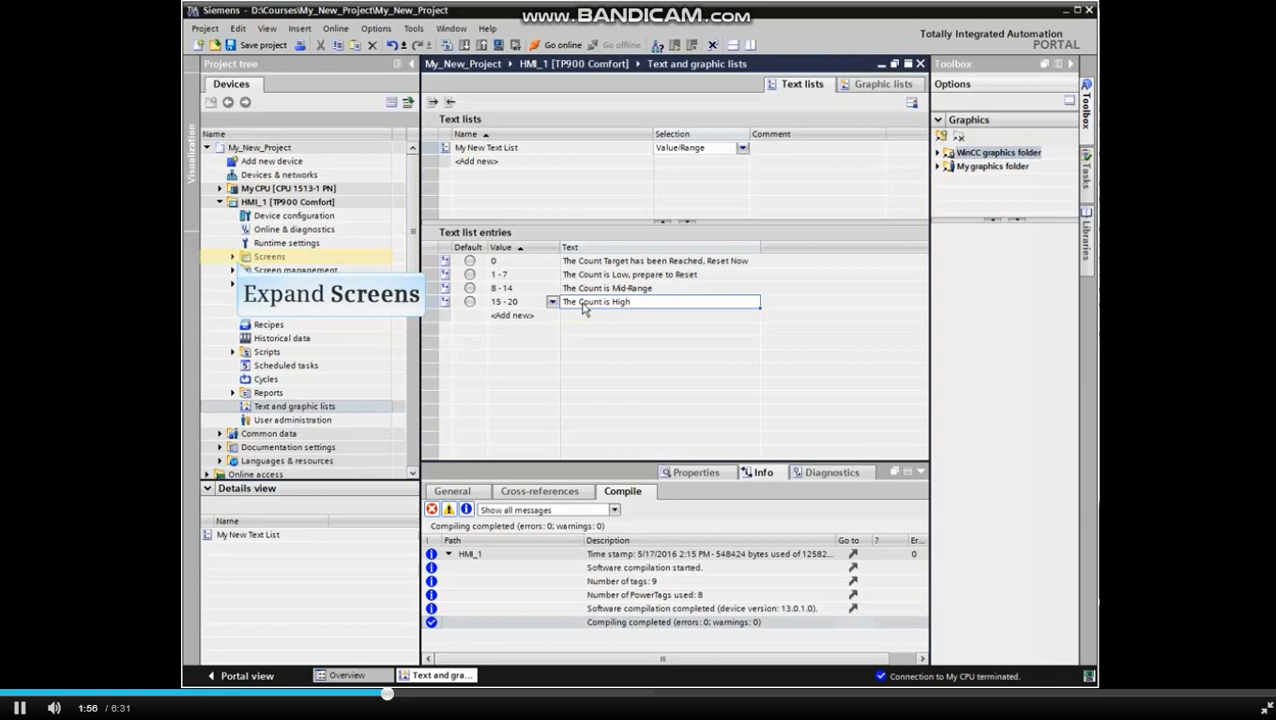 Siemens - D:\Courses\My_New_Project\My_New_Project
www.BANDICAM.com
Project Edit View Insert Online Options Tools Window Help
Totally Integrated Automation
PORTAL
Save project
Go online
Go offline
Project tree
My_New_Project HMI_1 [TP900 Comfort] Text and graphic lists
Toolbox
Devices
Text lists
Graphic lists
Options
Visualization
Name
My_New_Project
Add new device
Devices & networks
My CPU [CPU 1513-1 PN]
HMI_1 [TP900 Comfort]
Device configuration
Online & diagnostics
Runtime settings
Screens
Screen management
Expand Screens
Recipes
Historical data
Scripts
Scheduled tasks
Cycles
Reports
Text and graphic lists
User administration
Common data
Documentation settings
Languages & resources
Online access
Details view
Name
My New Text List
Text lists
Name Selection Comment
My New Text List Value/Range
<Add new>
Text list entries
Default Value Text
0 The Count Target has been Reached, Reset Now
1 - 7 The Count is Low, prepare to Reset
8 - 14 The Count is Mid-Range
15 - 20 The Count is High
<Add new>
Properties Info Diagnostics
General Cross-references Compile
Show all messages
Compiling completed (errors: 0; warnings: 0)
! Path Description Go to ? Er...
HMI_1 Time stamp: 5/17/2016 2:15 PM - 548424 bytes used of 12582... 0
Software compilation started.
Number of tags: 9
Number of PowerTags used: 8
Software compilation completed (device version: 13.0.1.0).
Compiling completed (errors: 0; warnings: 0)
Graphics
WinCC graphics folder
My graphics folder
Toolbox
Tasks
Libraries
Portal view
Overview
Text and gra...
Connection to My CPU terminated.
1:56 / 6:31